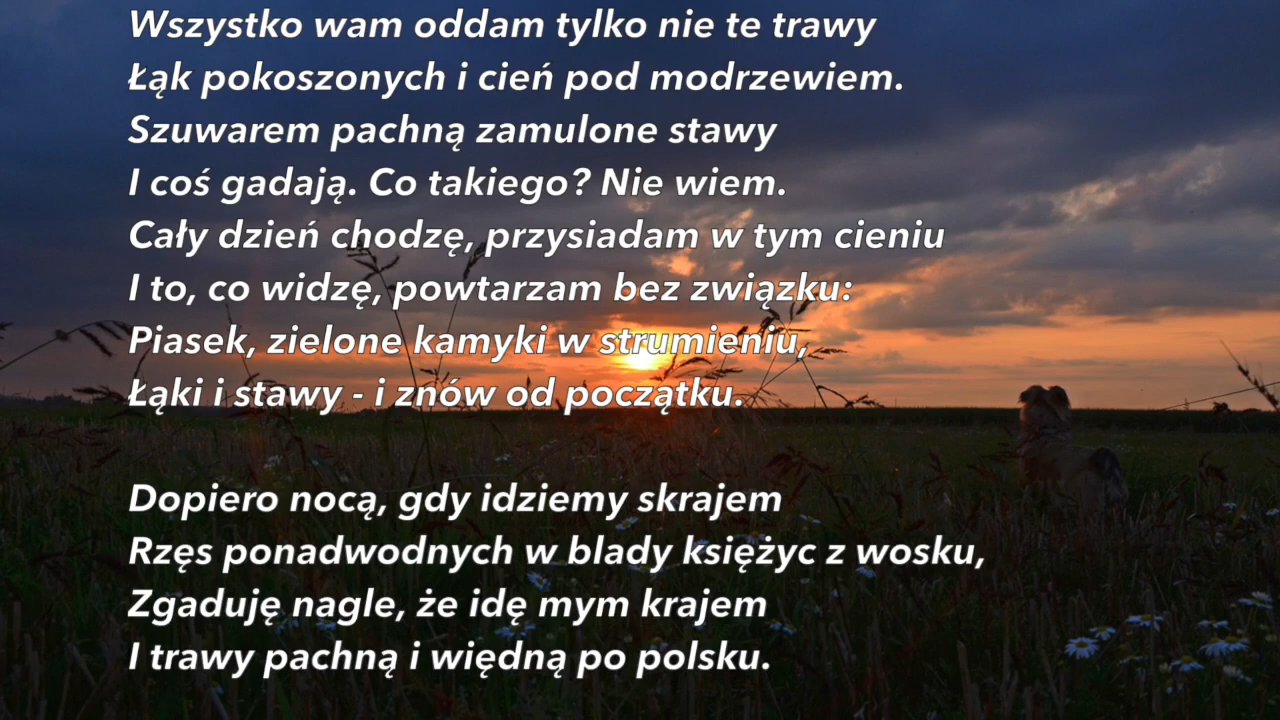 Wszystko wam oddam tylko nie te trawy
Łąk pokoszonych i cień pod modrzewiem.
Szuwarem pachną zamulone stawy
I coś gadają. Co takiego? Nie wiem.
Cały dzień chodzę, przysiadam w tym cieniu
I to, co widzę, powtarzam bez związku:
Piasek, zielone kamyki w strumieniu,
Łąki i stawy - i znów od początku.

Dopiero nocą, gdy idziemy skrajem
Rzęs ponadwodnych w blady księżyc z wosku,
Zgaduję nagle, że idę mym krajem
I trawy pachną i więdną po polsku.